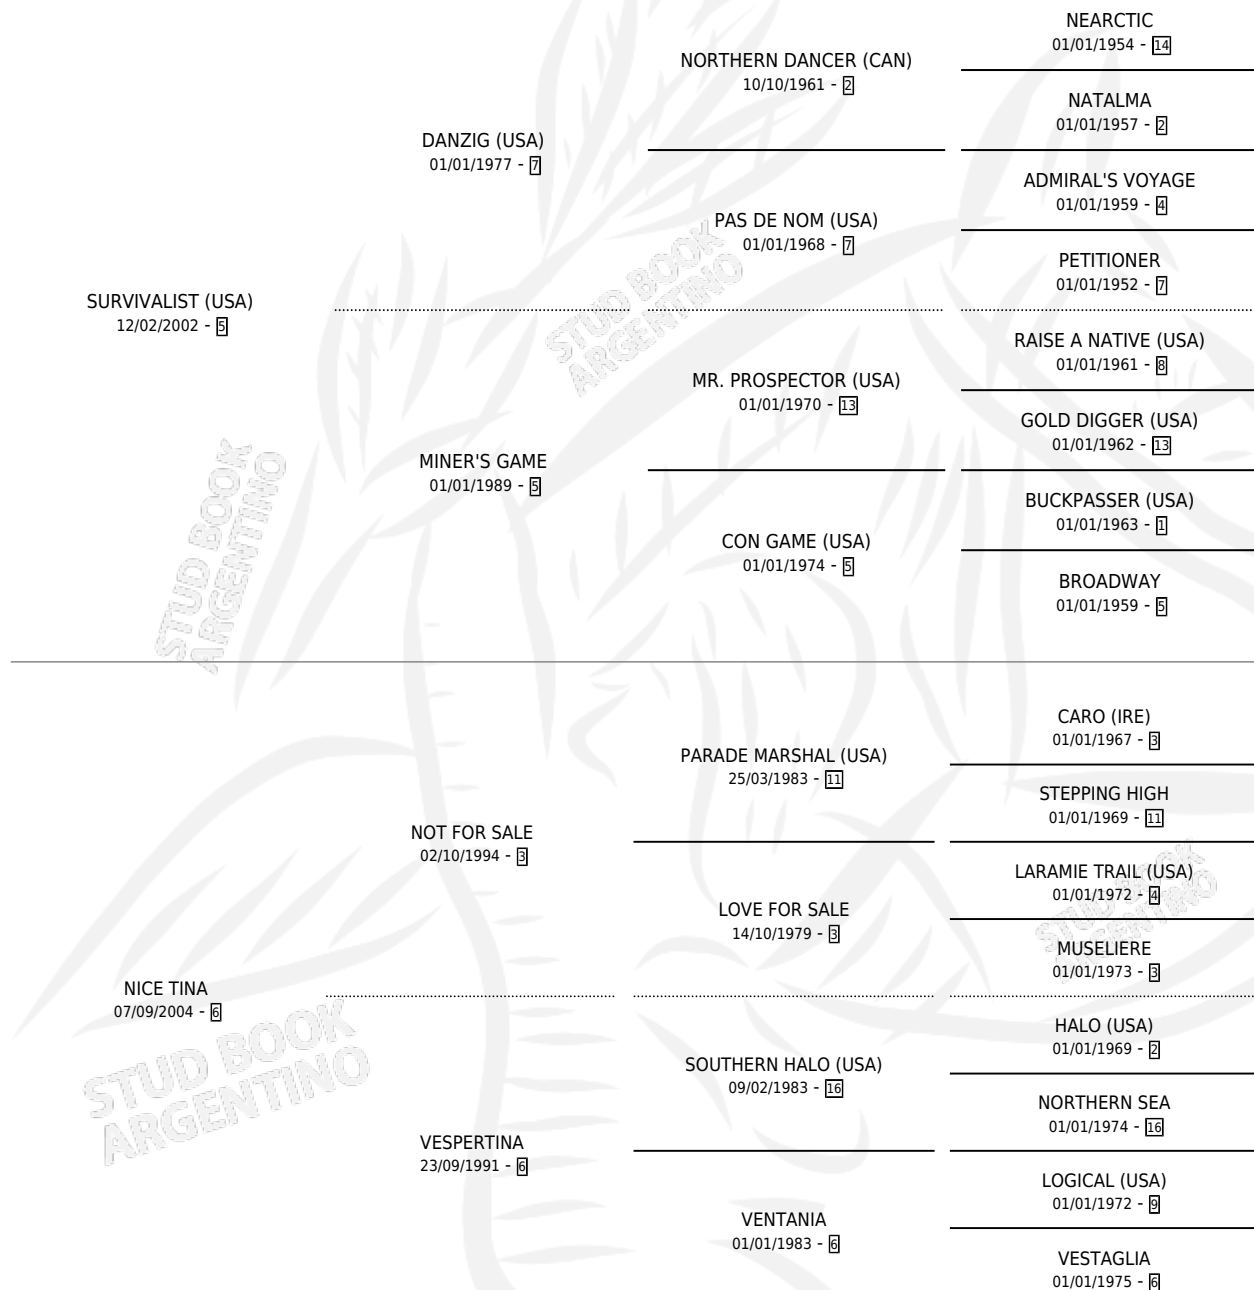 NEARCTIC
01/01/1954 - 14
NORTHERN DANCER (CAN)
10/10/1961 - 2
NATALMA
01/01/1957 - 2
DANZIG (USA)
01/01/1977 - 7
ADMIRAL'S VOYAGE
01/01/1959 - 4
PAS DE NOM (USA)
01/01/1968 - 7
PETITIONER
01/01/1952 - 7
SURVIVALIST (USA)
12/02/2002 - 5
RAISE A NATIVE (USA)
01/01/1961 - 8
MR. PROSPECTOR (USA)
01/01/1970 - 13
GOLD DIGGER (USA)
01/01/1962 - 13
MINER'S GAME
01/01/1989 - 5
BUCKPASSER (USA)
01/01/1963 - 1
CON GAME (USA)
01/01/1974 - 5
BROADWAY
01/01/1959 - 5
CARO (IRE)
01/01/1967 - 3
PARADE MARSHAL (USA)
25/03/1983 - 11
STEPPING HIGH
01/01/1969 - 11
NOT FOR SALE
02/10/1994 - 3
LARAMIE TRAIL (USA)
01/01/1972 - 4
LOVE FOR SALE
14/10/1979 - 3
MUSELIERE
01/01/1973 - 3
NICE TINA
07/09/2004 - 6
HALO (USA)
01/01/1969 - 2
SOUTHERN HALO (USA)
09/02/1983 - 16
NORTHERN SEA
01/01/1974 - 16
VESPERTINA
23/09/1991 - 6
LOGICAL (USA)
01/01/1972 - 9
VENTANIA
01/01/1983 - 6
VESTAGLIA
01/01/1975 - 6
STUD BOOK
ARGENTINO
STUD BOOK
ARGENTINO
STUD BOOK
ARGENTINO
STUD BOOK
ARGENTINO